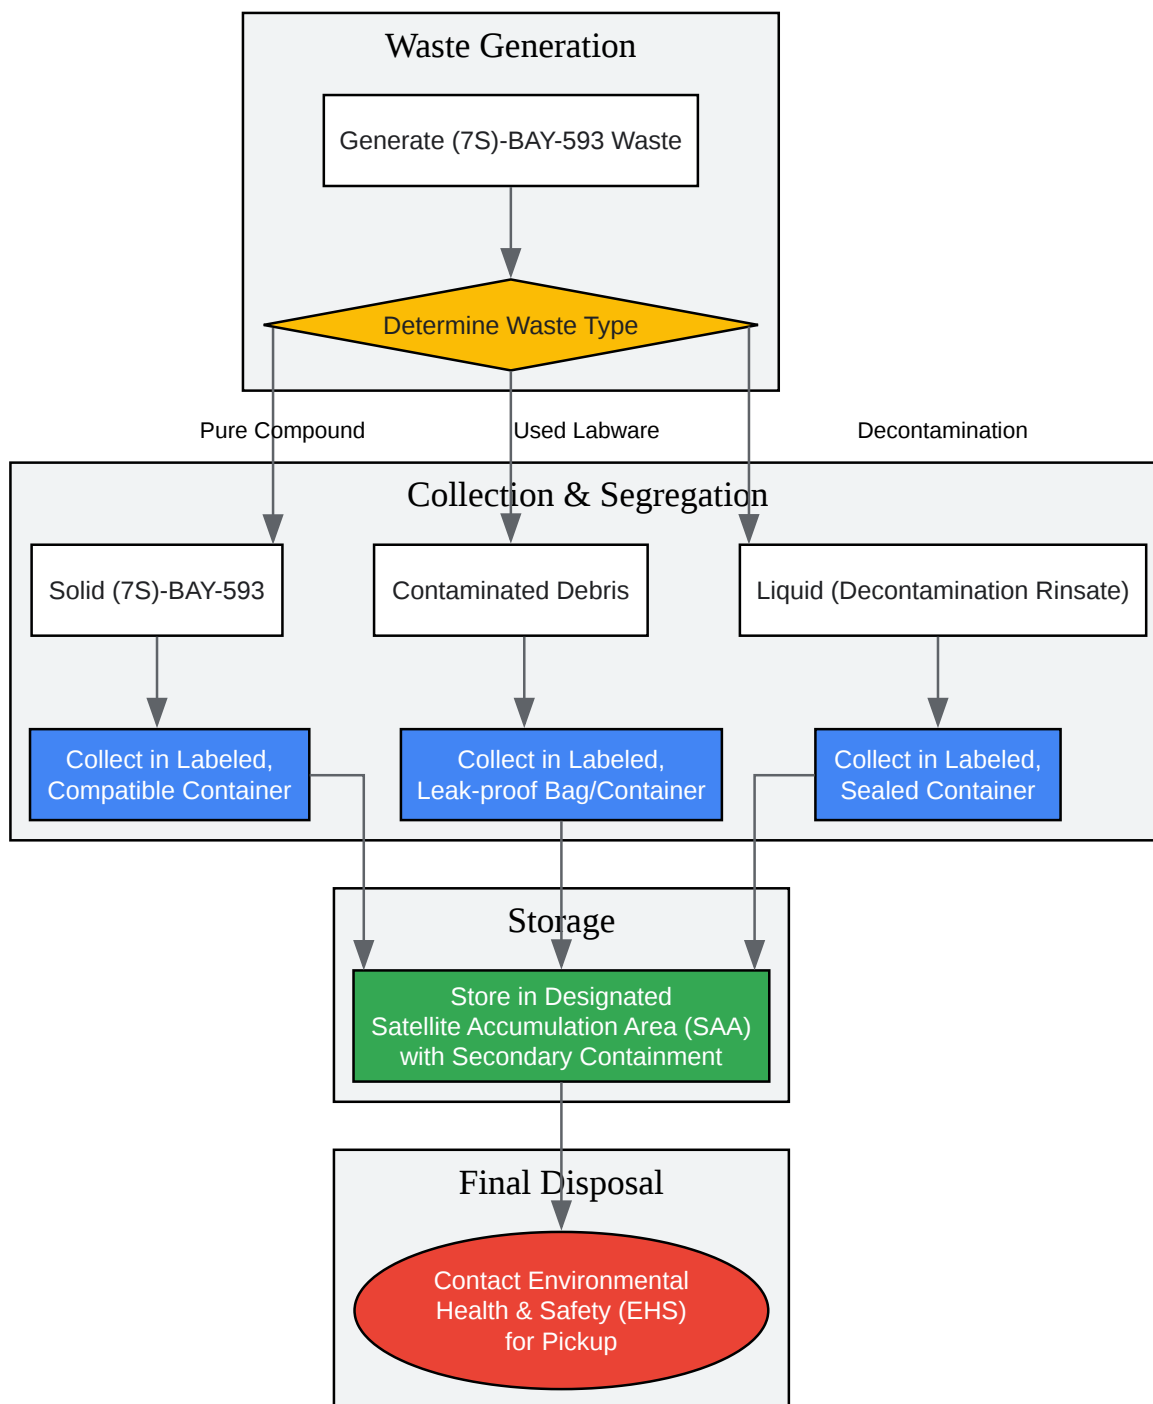 Waste Generation
Generate (7S)-BAY-593 Waste
Determine Waste Type
Pure Compound
Used Labware
Decontamination
Collection & Segregation
Solid (7S)-BAY-593
Contaminated Debris
Liquid (Decontamination Rinsate)
Collect in Labeled,
Compatible Container
Collect in Labeled,
Leak-proof Bag/Container
Collect in Labeled,
Sealed Container
Storage
Store in Designated
Satellite Accumulation Area (SAA)
with Secondary Containment
Final Disposal
Contact Environmental
Health & Safety (EHS)
for Pickup